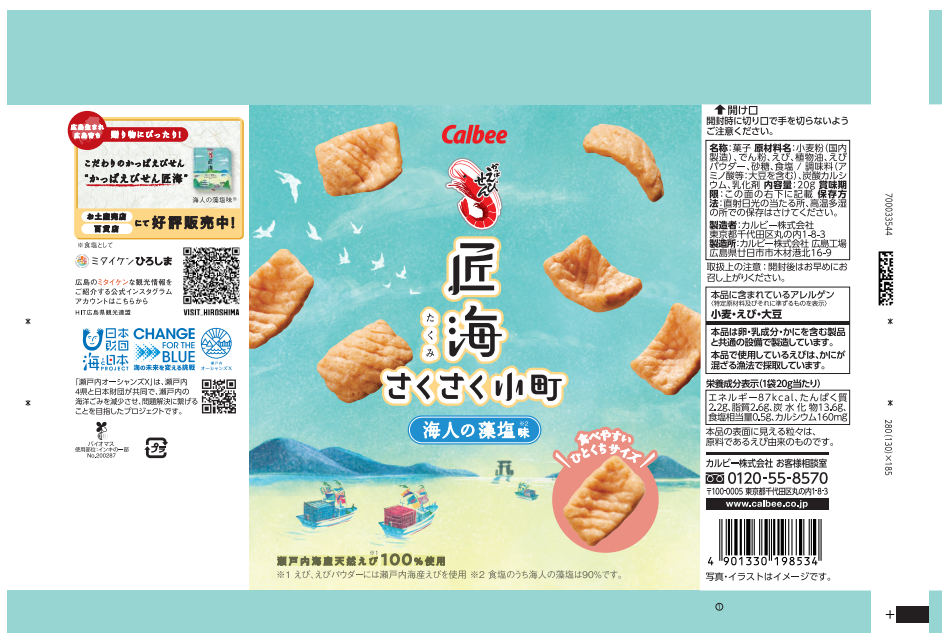 広島生まれ
広島育ち
贈り物にぴったり!
こだわりのかっぱえびせん
"かっぱえびせん匠海"
海人の藻塩味※
お土産売店
百貨店
にて好評販売中!
※食塩として
ミタイケンひろしま
広島のミタイケンな観光情報を
ご紹介する公式インスタグラム
アカウントはこちらから
HIT広島県観光連盟
VISIT_HIROSHIMA
日本
財団
海と日本
PROJECT
CHANGE
FOR THE
BLUE
海の未来を変える挑戦
瀬戸内
オーシャンズX
「瀬戸内オーシャンズX」は、瀬戸内
4県と日本財団が共同で、瀬戸内の
海洋ごみを減少させ、問題解決に繋げる
ことを目指したプロジェクトです。
バイオマス
使用部位:インキの一部
No.200287
プラ
Calbee
かっぱえびせん
匠海
たくみ
さくさく小町
海人の藻塩味※2
食べやすい
ひとくちサイズ
瀬戸内海産天然えび※1100%使用
※1 えび、えびパウダーには瀬戸内海産えびを使用 ※2 食塩のうち海人の藻塩は90%です。
開け口
開封時に切り口で手を切らないよう
ご注意ください。
名称:菓子 原材料名:小麦粉(国内
製造)、でん粉、えび、植物油、えび
パウダー、砂糖、食塩 / 調味料(ア
ミノ酸等:大豆を含む)、炭酸カルシ
ウム、乳化剤 内容量:20g 賞味期
限:この面の右下に記載 保存方
法:直射日光の当たる所、高温多湿
の所での保存はさけてください。
製造者:カルビー株式会社
東京都千代田区丸の内1-8-3
製造所:カルビー株式会社 広島工場
広島県廿日市市木材港北16-9
取扱上の注意:開封後はお早めにお
召し上がりください。
本品に含まれているアレルゲン
(特定原材料及びそれに準ずるものを表示)
小麦・えび・大豆
本品は卵・乳成分・かにを含む製品
と共通の設備で製造しています。
本品で使用しているえびは、かにが
混ざる漁法で採取しています。
栄養成分表示(1袋20g当たり)
エネルギー87kcal、たんぱく質
2.2g、脂質2.6g、炭水化物13.6g、
食塩相当量0.5g、カルシウム160mg
本品の表面に見える粒々は、
原料であるえび由来のものです。
カルビー株式会社 お客様相談室
0120-55-8570
〒100-0005 東京都千代田区丸の内1-8-3
www.calbee.co.jp
4 901330 198534
写真・イラストはイメージです。
700033544
280(130)×185